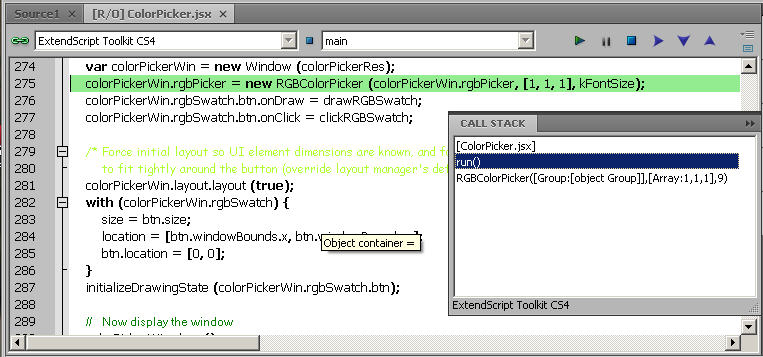 Source1
[R/O] ColorPicker.jsx
ExtendScript Toolkit CS4
main
274 var colorPickerWin = new Window (colorPickerRes);
275 colorPickerWin.rgbPicker = new RGBColorPicker (colorPickerWin.rgbPicker, [1, 1, 1], kFontSize);
276 colorPickerWin.rgbSwatch.btn.onDraw = drawRGBSwatch;
277 colorPickerWin.rgbSwatch.btn.onClick = clickRGBSwatch;
278
279 /* Force initial layout so UI element dimensions are known, and
280 to fit tightly around the button (override layout manager's
281 colorPickerWin.layout.layout (true);
282 with (colorPickerWin.rgbSwatch) {
283 size = btn.size;
284 location = [btn.windowBounds.x,
285 btn.location = [0, 0];
286 }
287 initializeDrawingState (colorPickerWin.rgbSwatch.btn);
288
289 // Now display the window
Object container =
CALL STACK
[ColorPicker.jsx]
run()
RGBColorPicker([Group:[object Group]],[Array:1,1,1],9)
ExtendScript Toolkit CS4